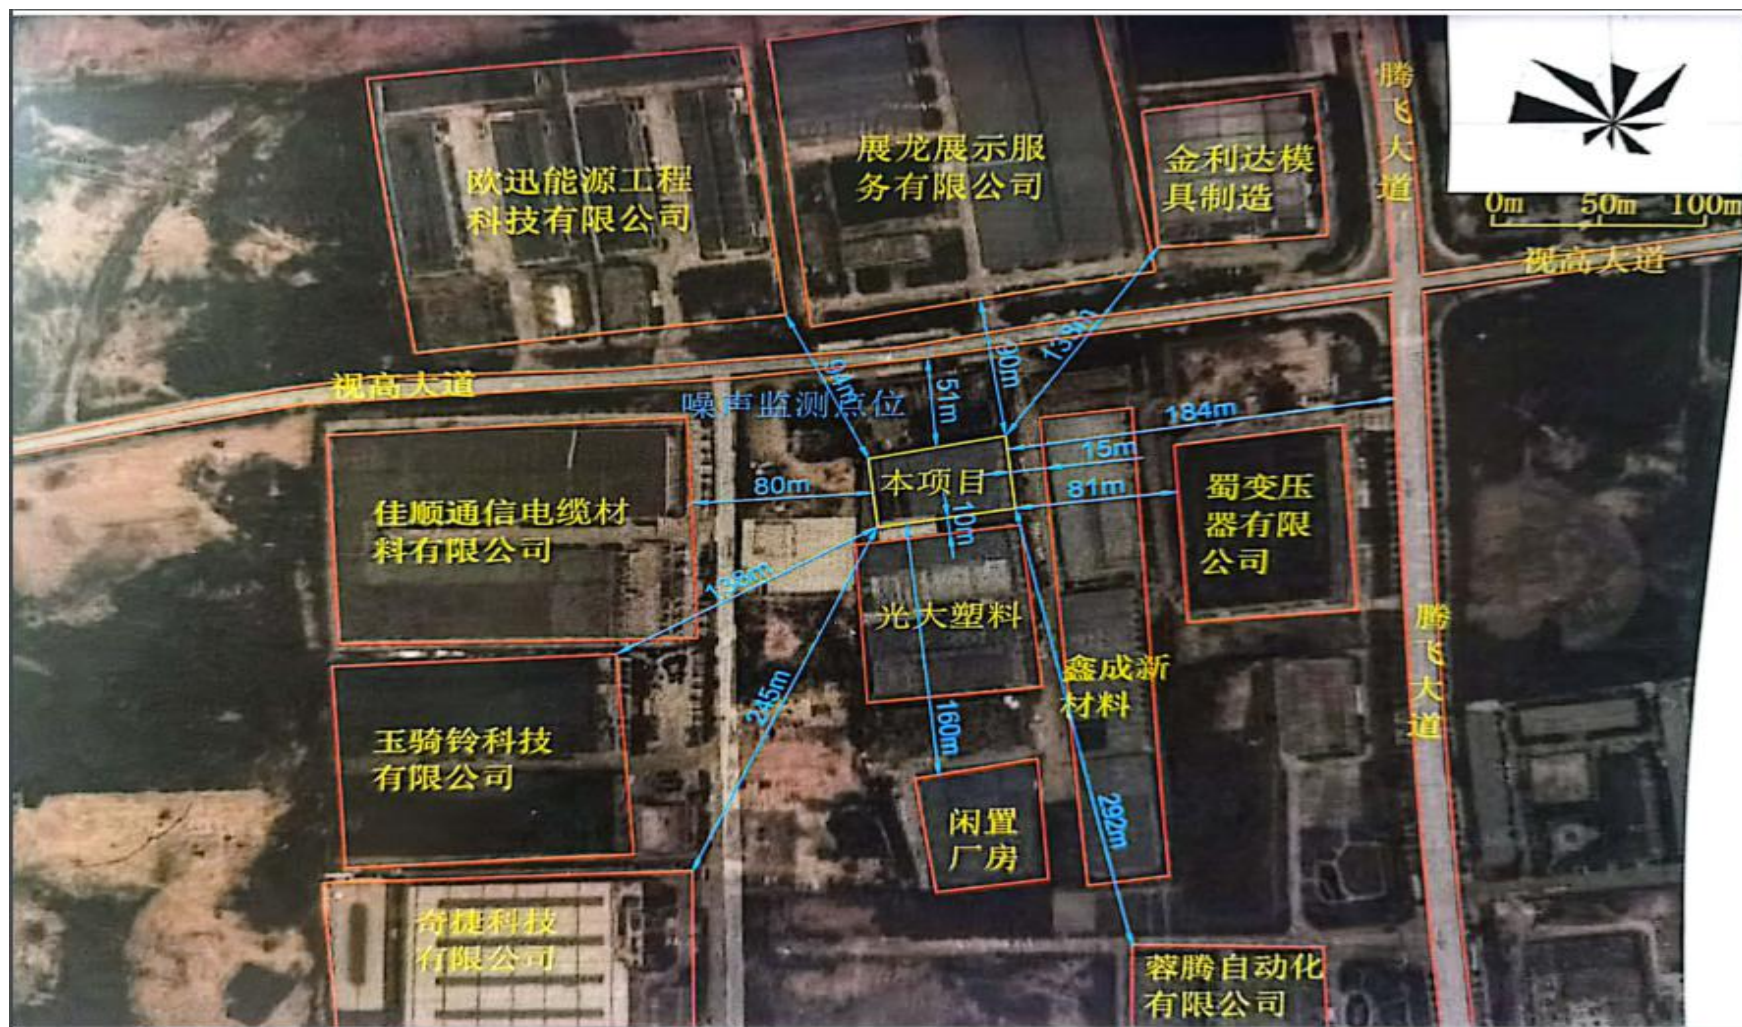 腾飞大道
0m 50m 100m
视高大道
欧迅能源工程
科技有限公司
展龙展示服
务有限公司
金利达模
具制造
94m
90m
139m
51m
视高大道
噪声监测点位
184m
15m
80m
本项目
81m
10m
佳顺通信电缆材
料有限公司
蜀变压
器有限
公司
138m
光大塑料
245m
160m
鑫成新
材料
腾飞大道
玉骑铃科技
有限公司
292m
闲置
厂房
奇捷科技
有限公司
蓉腾自动化
有限公司